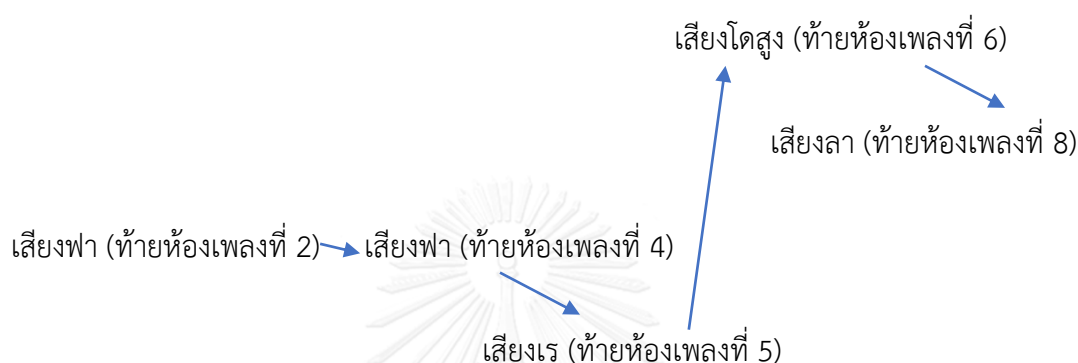 เสียงโดสูง (ท้ายห้องเพลงที่ 6)
เสียงลา (ท้ายห้องเพลงที่ 8)
เสียงฟา (ท้ายห้องเพลงที่ 2) เสียงฟา (ท้ายห้องเพลงที่ 4)
เสียงเร (ท้ายห้องเพลงที่ 5)